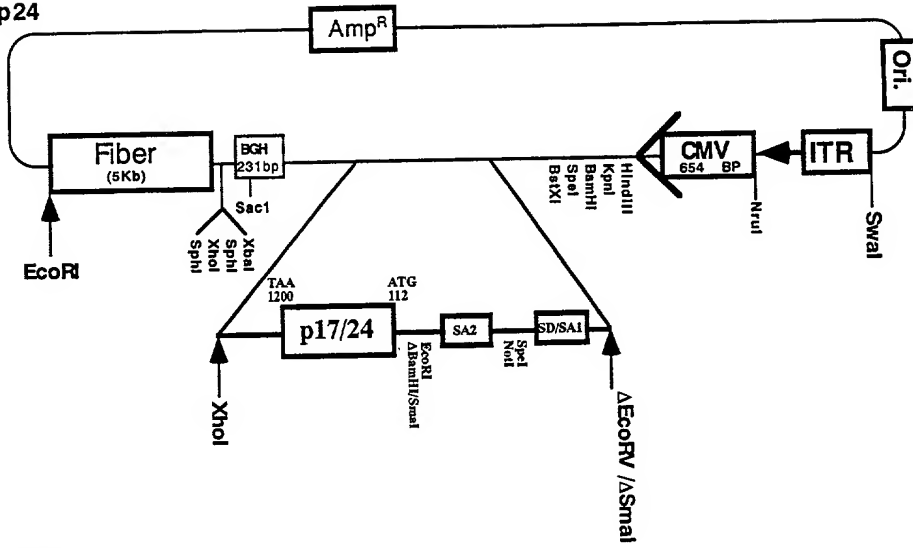 p24
Amp^R
Ori.
Fiber
(5Kb)
BGH
231bp
CMV
654 BP
ITR
Sac1
HindIII
KpnI
BamHI
SpeI
BstXI
NruI
SwaI
XbaI
SphI
XhoI
SphI
EcoRI
TAA
1200
ATG
112
p17/24
SA2
SD/SA1
EcoRI
ΔBamHI/SmaI
SpeI
NotI
XhoI
ΔEcoRV /ΔSmaI